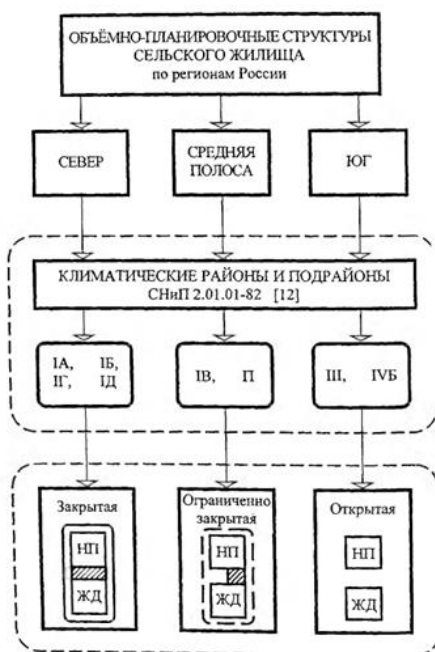 ОБЪЁМНО-ПЛАНИРОВОЧНЫЕ СТРУКТУРЫ
СЕЛЬСКОГО ЖИЛИЩА
по регионам России
СЕВЕР
СРЕДНЯЯ
ПОЛОСА
ЮГ
КЛИМАТИЧЕСКИЕ РАЙОНЫ И ПОДРАЙОНЫ
СНиП 2.01.01-82 [12]
IА, IБ,
IГ, IД
IВ, П
III, IVБ
Закрытая
НП
ЖД
Ограниченно
закрытая
НП
ЖД
Открытая
НП
ЖД